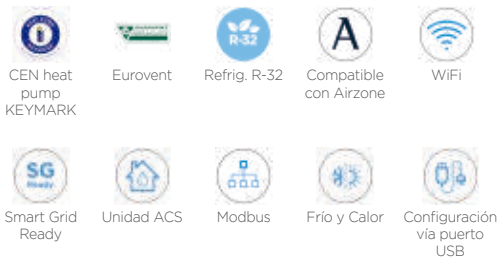 R-32
A
CEN heat
pump
KEYMARK
Eurovent
Refrig. R-32
Compatible
con Airzone
WiFi
SG
Ready
Smart Grid
Ready
Unidad ACS
Modbus
Frío y Calor
Configuración
vía puerto
USB